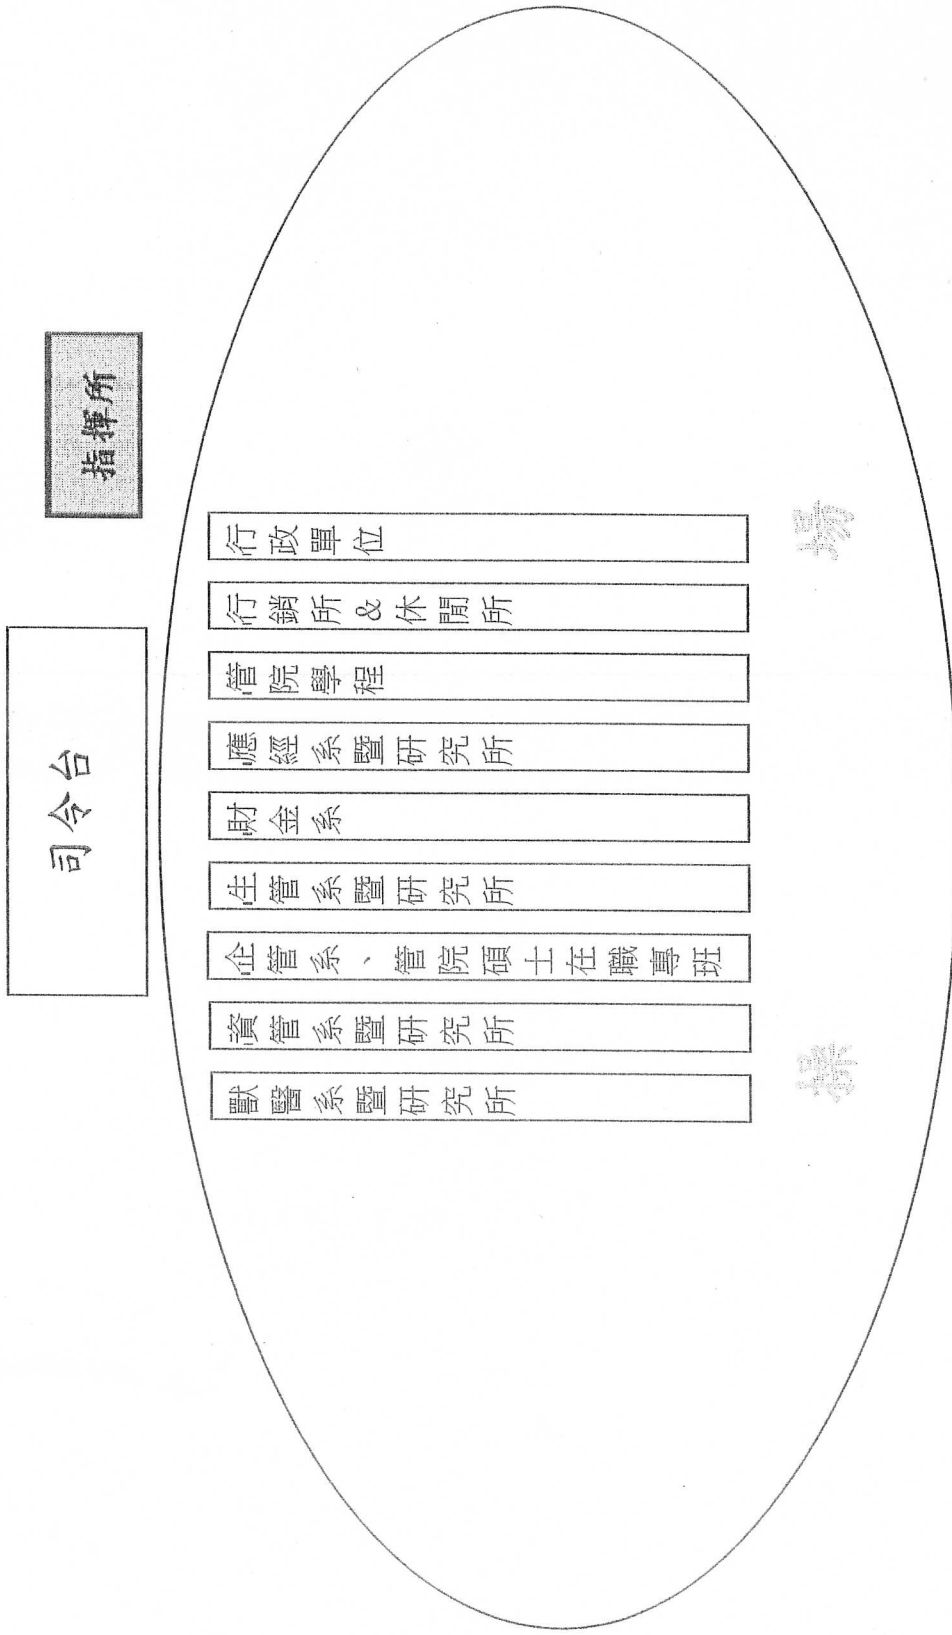 司令台
指揮所
獸醫系暨研究所
資管系暨研究所
企管系、管院碩士在職專班
生管系暨研究所
財金系
應經系暨研究所
管院學程
行銷所&休閒所
行政單位
操場